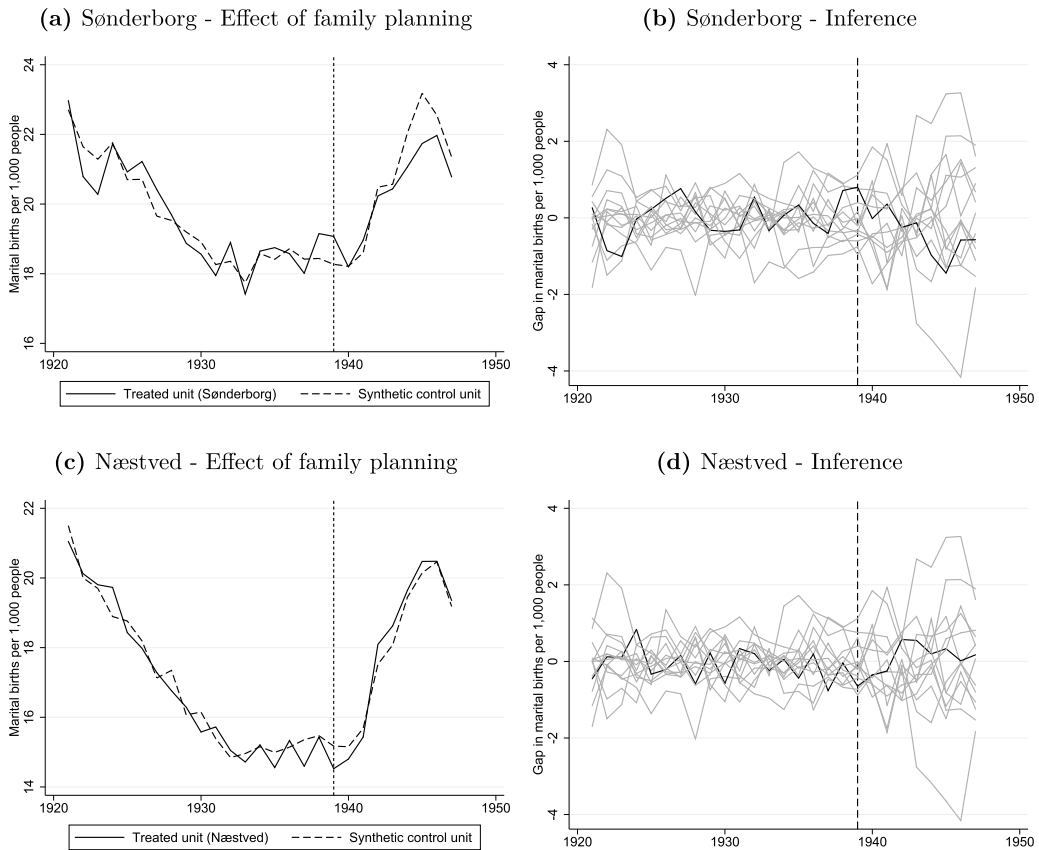 (a) Sønderborg - Effect of family planning
Marital births per 1,000 people
24
22
20
18
16
1920 1930 1940 1950
Treated unit (Sønderborg) Synthetic control unit
(b) Sønderborg - Inference
Gap in marital births per 1,000 people
4
2
0
-2
-4
1920 1930 1940 1950
(c) Næstved - Effect of family planning
Marital births per 1,000 people
22
20
18
16
14
1920 1930 1940 1950
Treated unit (Næstved) Synthetic control unit
(d) Næstved - Inference
Gap in marital births per 1,000 people
4
2
0
-2
-4
1920 1930 1940 1950